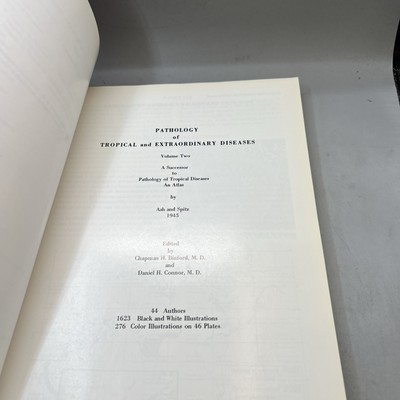 PATHOLOGY
of
TROPICAL and EXTRAORDINARY DISEASES
Volume Two
A Successor
to
Pathology of Tropical Diseases
An Atlas
by
Ash and Spitz
1945
Edited
by
Chapman H. Binford, M. D.
and
Daniel H. Connor, M. D.
44 Authors
1623 Black and White Illustrations
276 Color Illustrations on 46 Plates